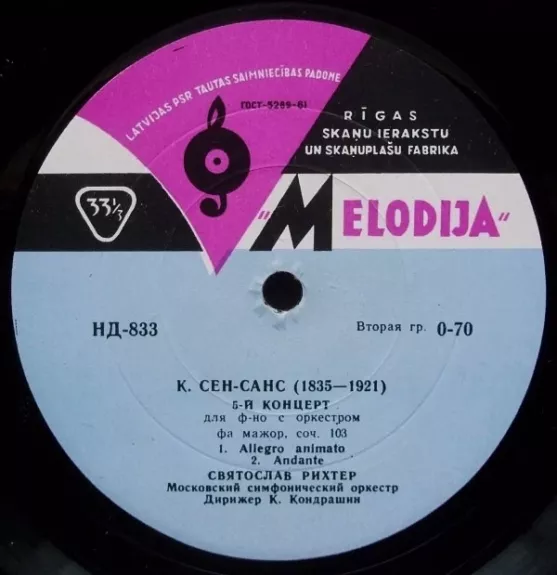 LATVIJAS PSR TAUTAS SAIMNIECĪBAS PADOME
ГОСТ-5289-61
RĪGAS
SKAŅU IERAKSTU
UN SKAŅUPLAŠU FABRIKA
33⅓
"MELODIJA"
НД-833
Вторая гр. 0-70
К. СЕН-САНС (1835—1921)
5-Й КОНЦЕРТ
для ф-но с оркестром
фа мажор, соч. 103
1. Allegro animato
2. Andante
СВЯТОСЛАВ РИХТЕР
Московский симфонический оркестр
Дирижер К. Кондрашин